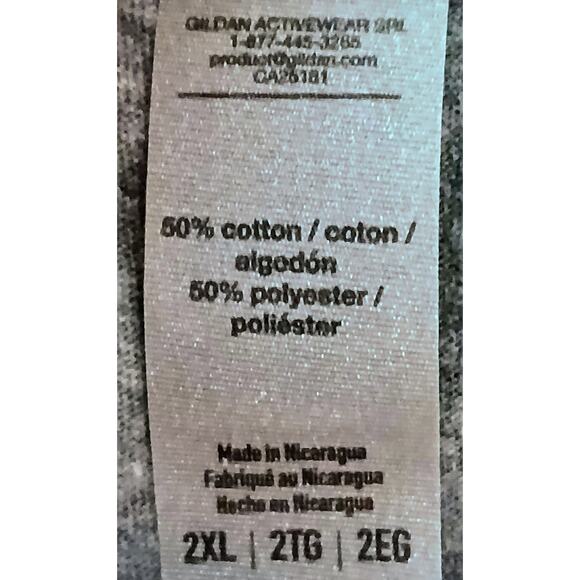 GILDAN ACTIVEWEAR SRL
1-877-445-3265
product@gildan.com
CA25181
50% cotton / coton /
algodón
50% polyester /
poliéster
Made in Nicaragua
Fabriqué au Nicaragua
Hecho en Nicaragua
2XL | 2TG | 2EG